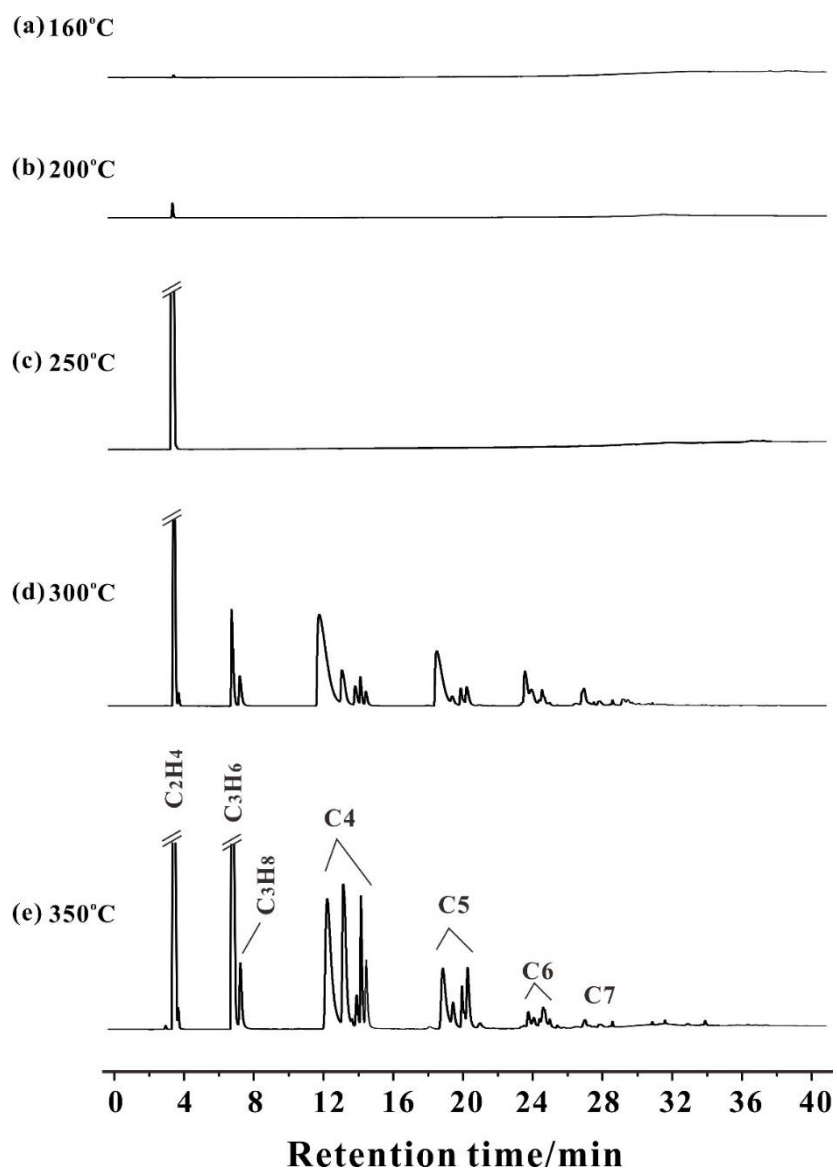 (a) 160°C
(b) 200°C
(c) 250°C
(d) 300°C
C2H4
C3H6
C3H8
C4
C5
C6
C7
(e) 350°C
0 4 8 12 16 20 24 28 32 36 40
Retention time/min